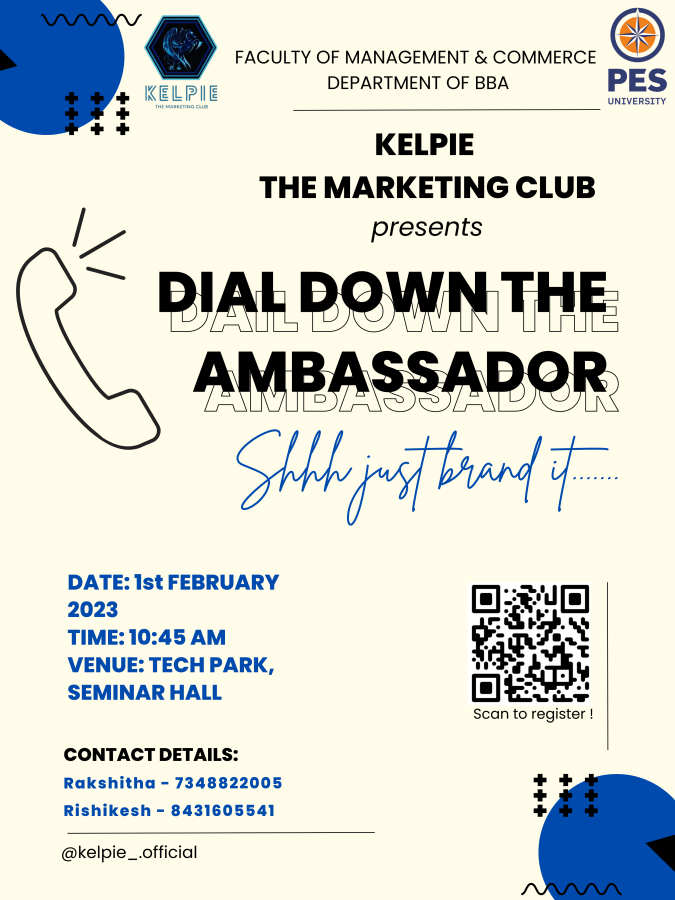 KELPIE
THE MARKETING CLUB
FACULTY OF MANAGEMENT & COMMERCE
DEPARTMENT OF BBA
PES
UNIVERSITY
KELPIE
THE MARKETING CLUB
presents
DIAL DOWN THE
DAIL DOWN THE
AMBASSADOR
AMBASSADOR
Shhh just brand it.......
DATE: 1st FEBRUARY
2023
TIME: 10:45 AM
VENUE: TECH PARK,
SEMINAR HALL
Scan to register !
CONTACT DETAILS:
Rakshitha - 7348822005
Rishikesh - 8431605541
@kelpie_.official